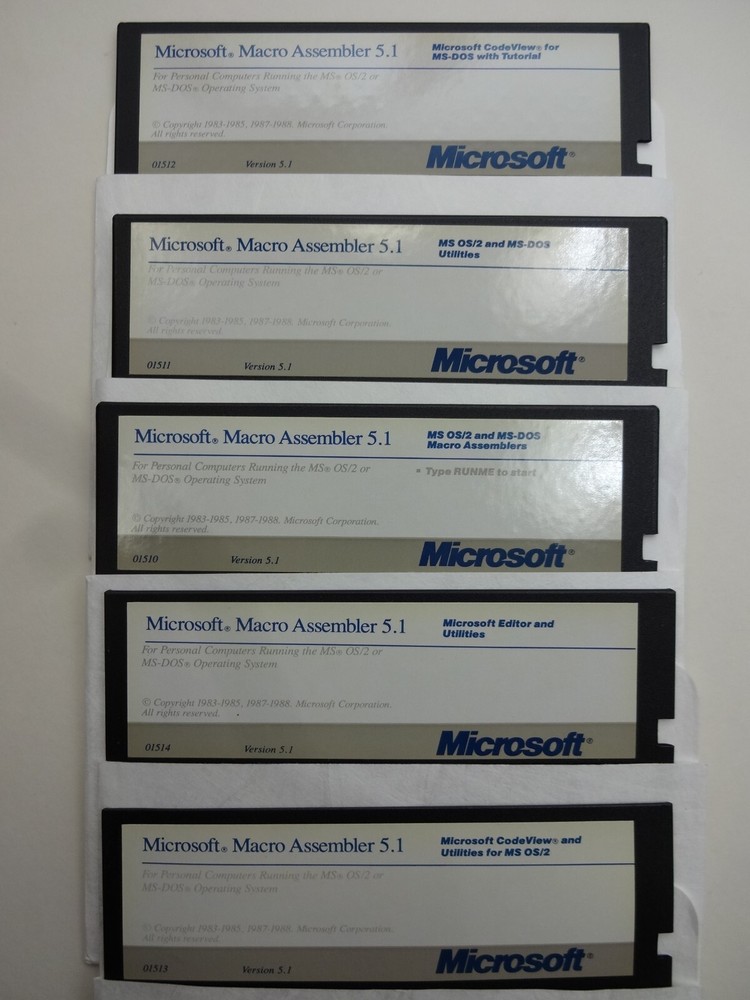 Microsoft® Macro Assembler 5.1
Microsoft CodeView® for
MS-DOS with Tutorial
For Personal Computers Running the MS® OS/2 or
MS-DOS® Operating System
© Copyright 1983-1985, 1987-1988. Microsoft Corporation.
All rights reserved.
01512 Version 5.1 Microsoft®
Microsoft® Macro Assembler 5.1
MS OS/2 and MS-DOS
Utilities
For Personal Computers Running the MS® OS/2 or
MS-DOS® Operating System
© Copyright 1983-1985, 1987-1988. Microsoft Corporation.
All rights reserved.
01511 Version 5.1 Microsoft®
Microsoft® Macro Assembler 5.1
MS OS/2 and MS-DOS
Macro Assemblers
• Type RUNME to start
For Personal Computers Running the MS® OS/2 or
MS-DOS® Operating System
© Copyright 1983-1985, 1987-1988. Microsoft Corporation.
All rights reserved.
01510 Version 5.1 Microsoft®
Microsoft® Macro Assembler 5.1
Microsoft Editor and
Utilities
For Personal Computers Running the MS® OS/2 or
MS-DOS® Operating System
© Copyright 1983-1985, 1987-1988. Microsoft Corporation.
All rights reserved.
01514 Version 5.1 Microsoft®
Microsoft® Macro Assembler 5.1
Microsoft CodeView® and
Utilities for MS OS/2
For Personal Computers Running the MS® OS/2 or
MS-DOS® Operating System
© Copyright 1983-1985, 1987-1988. Microsoft Corporation.
All rights reserved.
01513 Version 5.1 Microsoft®